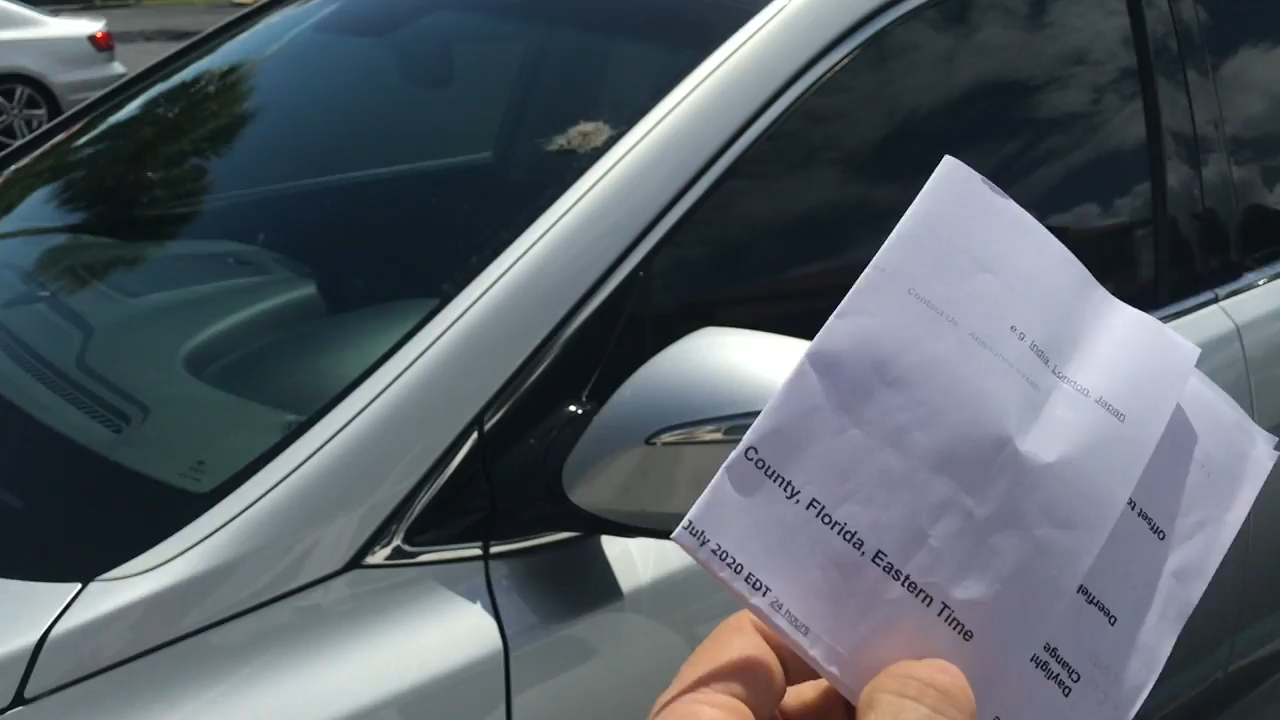 Contact Us
e.g. India, London, Japan
County, Florida, Eastern Time
July 2020 EDT 24 hours
Offset to
Deerfiel
Daylight
Change